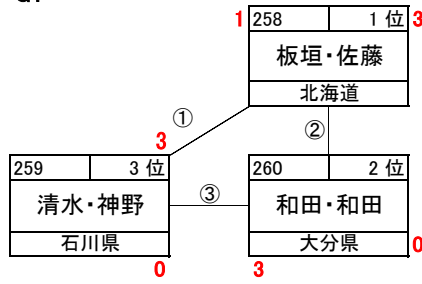 1 258 1 位 3
板垣・佐藤
北海道
①
②
3
259 3 位
260 2 位
清水・神野
③
和田・和田
石川県
大分県 0
0
3